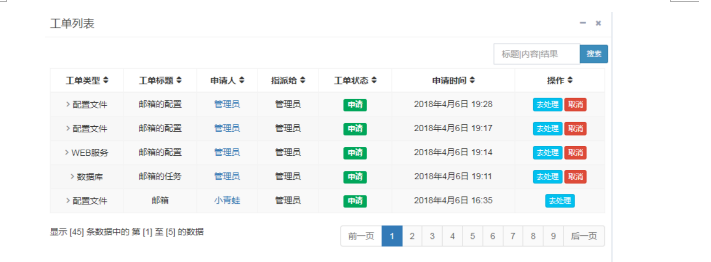 工单列表
标题|内容|结果 搜索
工单类型 工单标题 申请人 指派给 工单状态 申请时间 操作
配置文件 邮箱的配置 管理员 管理员 申请 2018年4月6日 19:28 去处理 取消
配置文件 邮箱的配置 管理员 管理员 申请 2018年4月6日 19:17 去处理 取消
WEB服务 邮箱的配置 管理员 管理员 申请 2018年4月6日 19:14 去处理 取消
数据库 邮箱的任务 管理员 管理员 申请 2018年4月6日 19:11 去处理 取消
配置文件 邮箱 小青蛙 管理员 申请 2018年4月6日 16:35 去处理
显示 [45] 条数据中的 第 [1] 至 [5] 的数据 前一页 1 2 3 4 5 6 7 8 9 后一页